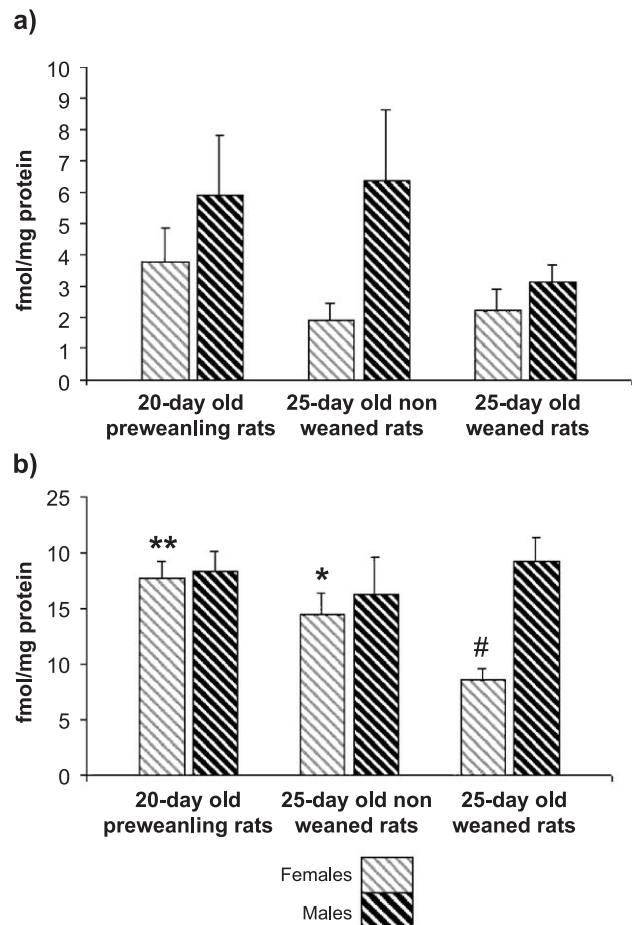 a)
10
9
8
7
6
5
4
3
2
1
0
fmol/mg protein
20-day old
preweanling rats
25-day old non
weaned rats
25-day old
weaned rats
b)
25
10
15
10
5
0
fmol/mg protein
**
*
#
20-day old
preweanling rats
25-day old non
weaned rats
25-day old
weaned rats
Females
Males